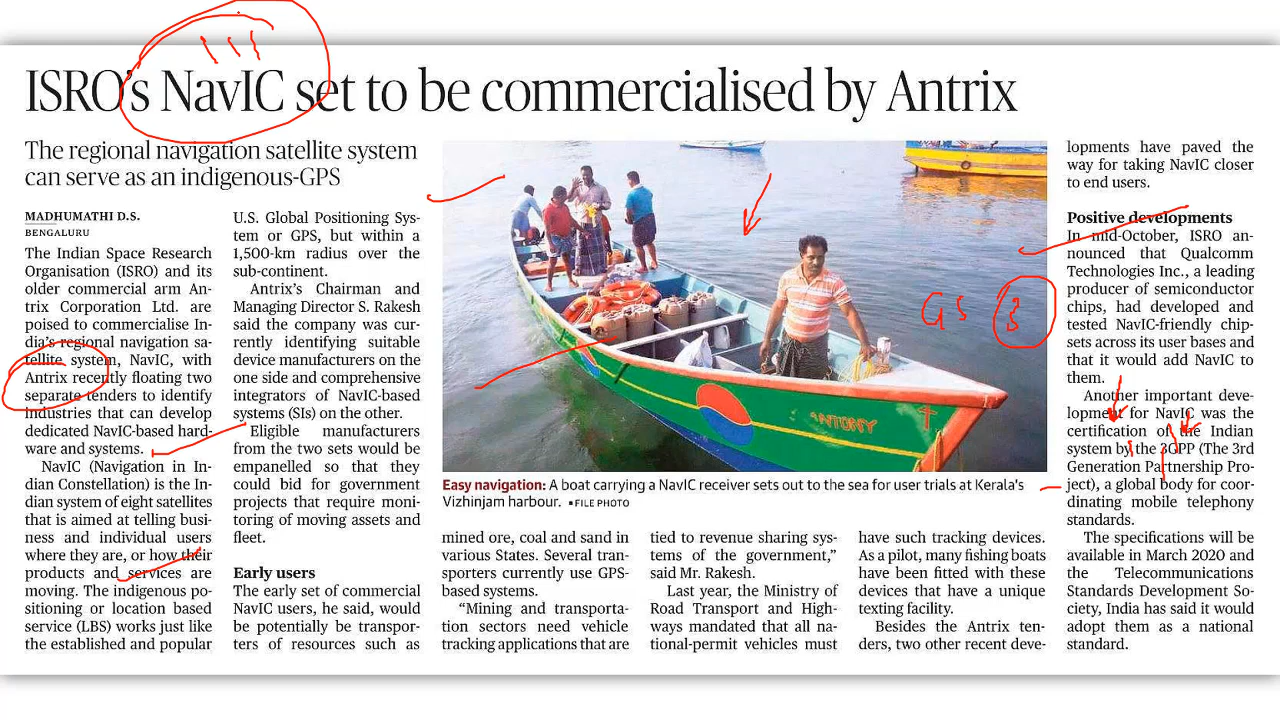 ISRO's NavIC set to be commercialised by Antrix
The regional navigation satellite system
can serve as an indigenous-GPS
MADHUMATHI D.S.
BENGALURU
The Indian Space Research
Organisation (ISRO) and its
older commercial arm An-
trix Corporation Ltd. are
poised to commercialise In-
dia's regional navigation sa-
tellite system, NavIC, with
Antrix recently floating two
separate tenders to identify
industries that can develop
dedicated NavIC-based hard-
ware and systems.
NavIC (Navigation in In-
dian Constellation) is the In-
dian system of eight satellites
that is aimed at telling busi-
ness and individual users
where they are, or how their
products and services are
moving. The indigenous po-
sitioning or location based
service (LBS) works just like
the established and popular
U.S. Global Positioning Sys-
tem or GPS, but within a
1,500-km radius over the
sub-continent.
Antrix's Chairman and
Managing Director S. Rakesh
said the company was cur-
rently identifying suitable
device manufacturers on the
one side and comprehensive
integrators of NavIC-based
systems (SIs) on the other.
Eligible manufacturers
from the two sets would be
empanelled so that they
could bid for government
projects that require moni-
toring of moving assets and
fleet.
Early users
The early set of commercial
NavIC users, he said, would
be potentially be transpor-
ters of resources such as
ANTONY
GS 3
Easy navigation: A boat carrying a NavIC receiver sets out to the sea for user trials at Kerala's
Vizhinjam harbour. ▪FILE PHOTO
mined ore, coal and sand in
various States. Several tran-
sporters currently use GPS-
based systems.
"Mining and transporta-
tion sectors need vehicle
tracking applications that are
tied to revenue sharing sys-
tems of the government,"
said Mr. Rakesh.
Last year, the Ministry of
Road Transport and High-
ways mandated that all na-
tional-permit vehicles must
have such tracking devices.
As a pilot, many fishing boats
have been fitted with these
devices that have a unique
texting facility.
Besides the Antrix ten-
ders, two other recent deve-
lopments have paved the
way for taking NavIC closer
to end users.
Positive developments
In mid-October, ISRO an-
nounced that Qualcomm
Technologies Inc., a leading
producer of semiconductor
chips, had developed and
tested NavIC-friendly chip-
sets across its user bases and
that it would add NavIC to
them.
Another important deve-
lopment for NavIC was the
certification of the Indian
system by the 3GPP (The 3rd
Generation Partnership Pro-
ject), a global body for coor-
dinating mobile telephony
standards.
The specifications will be
available in March 2020 and
the Telecommunications
Standards Development So-
ciety, India has said it would
adopt them as a national
standard.